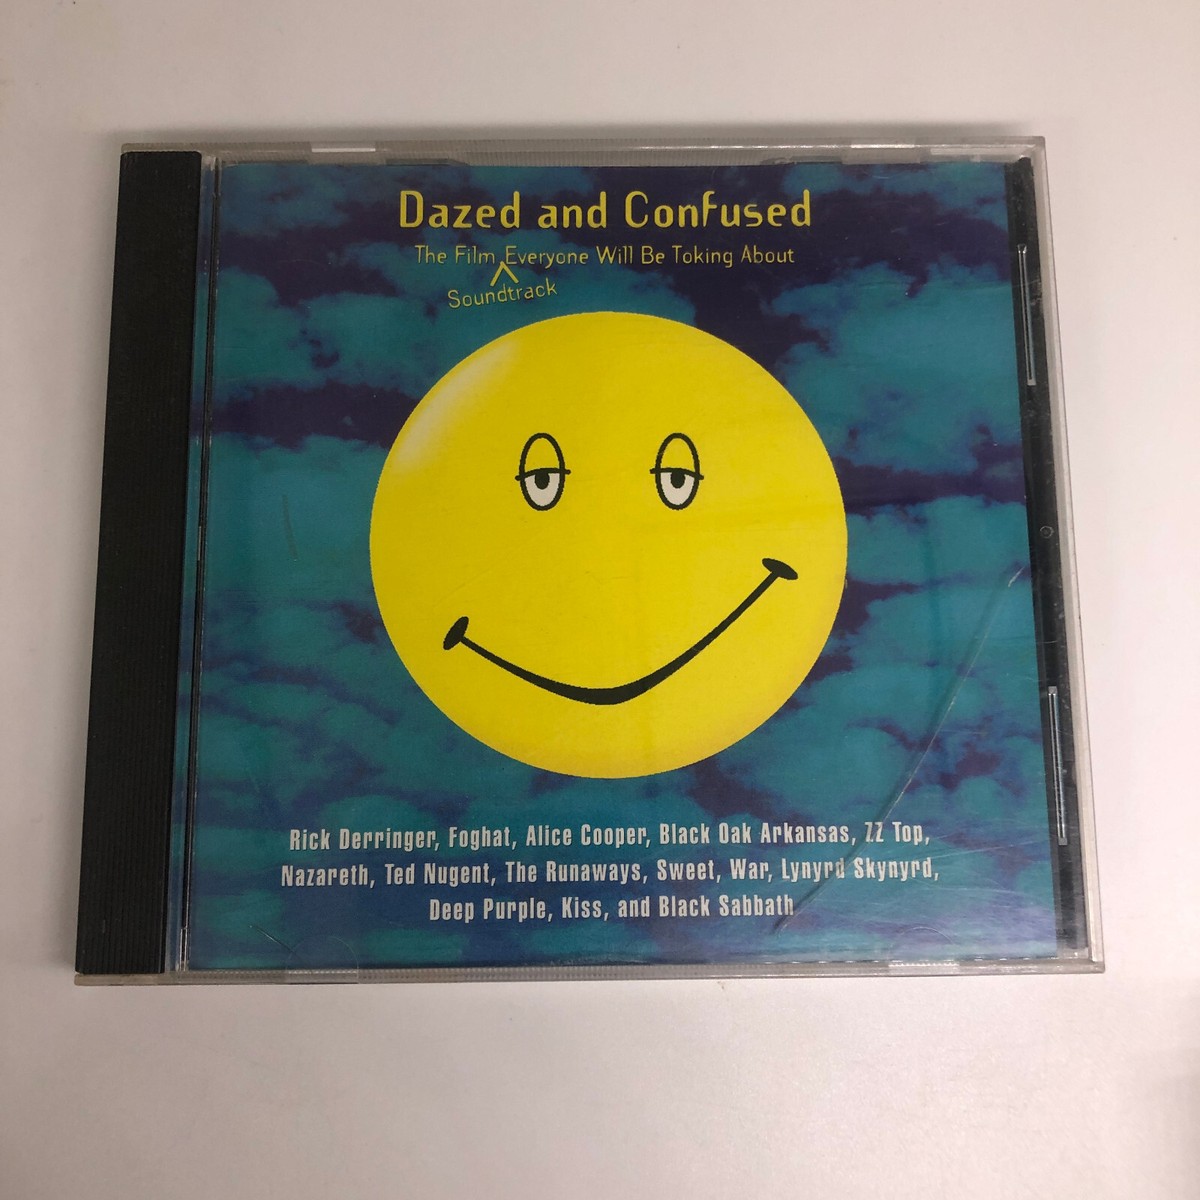 Dazed and Confused
The Film Everyone Will Be Toking About
Soundtrack
Rick Derringer, Foghat, Alice Cooper, Black Oak Arkansas, ZZ Top,
Nazareth, Ted Nugent, The Runaways, Sweet, War, Lynyrd Skynyrd,
Deep Purple, Kiss, and Black Sabbath